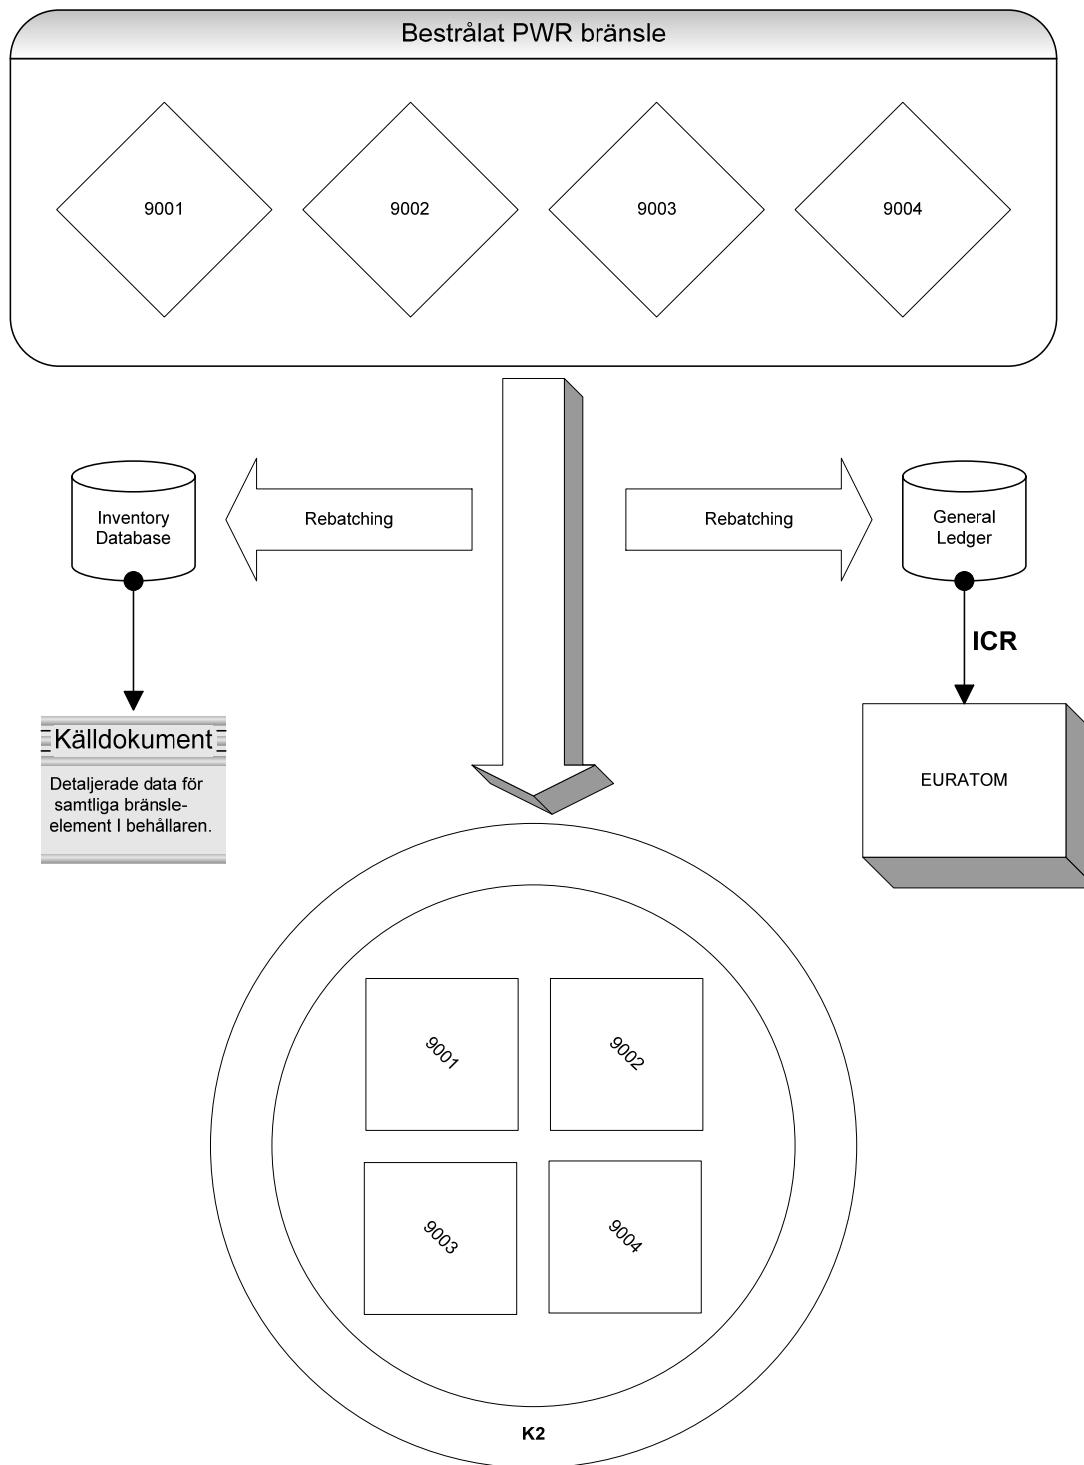 Bestrålat PWR bränsle
9001
9002
9003
9004
Inventory
Database
Rebatching
Rebatching
General
Ledger
ICR
Källdokument
Detaljerade data för
samtliga bränsle-
element I behållaren.
EURATOM
9001
9002
9003
9004
K2